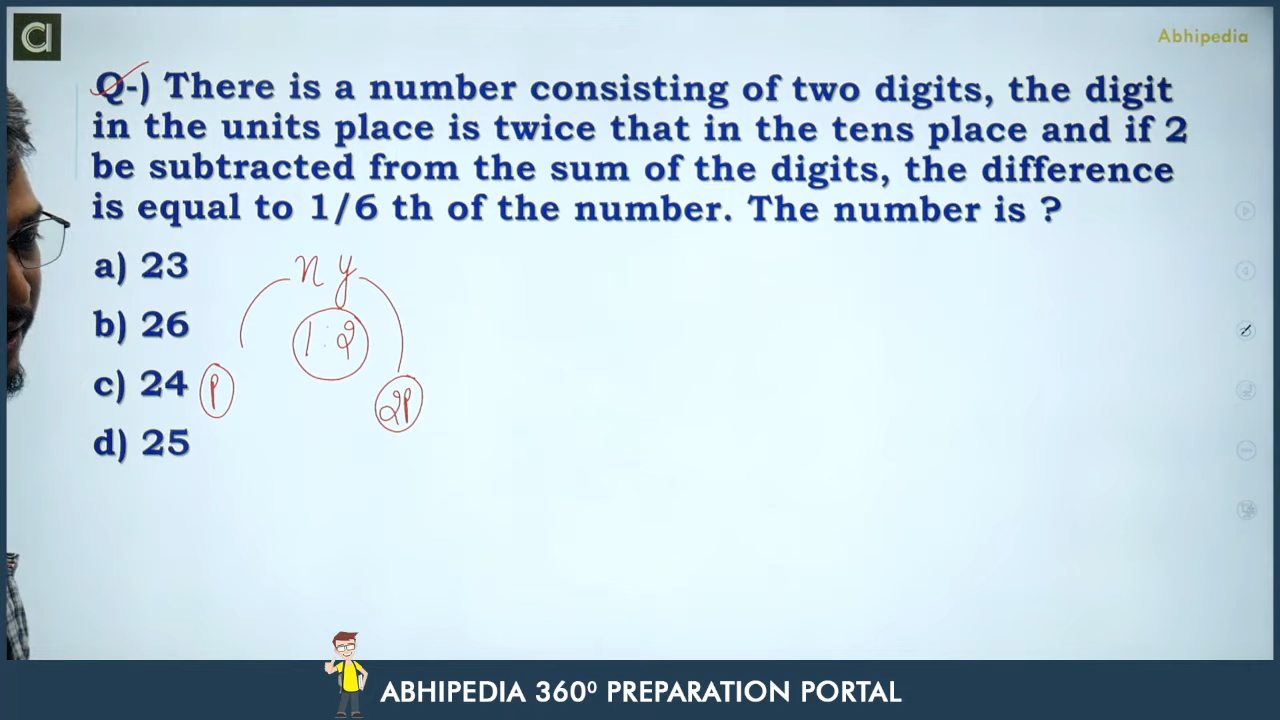 Abhipedia
Q-) There is a number consisting of two digits, the digit
in the units place is twice that in the tens place and if 2
be subtracted from the sum of the digits, the difference
is equal to 1/6 th of the number. The number is ?
a) 23
x y
b) 26
1 : 2
c) 24
P
2P
d) 25
ABHIPEDIA 360⁰ PREPARATION PORTAL